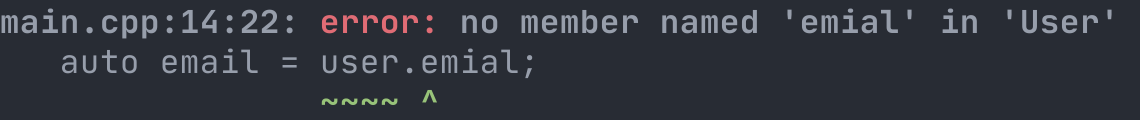 main.cpp:14:22: error: no member named 'emial' in 'User'
   auto email = user.emial;
                ~~~~ ^